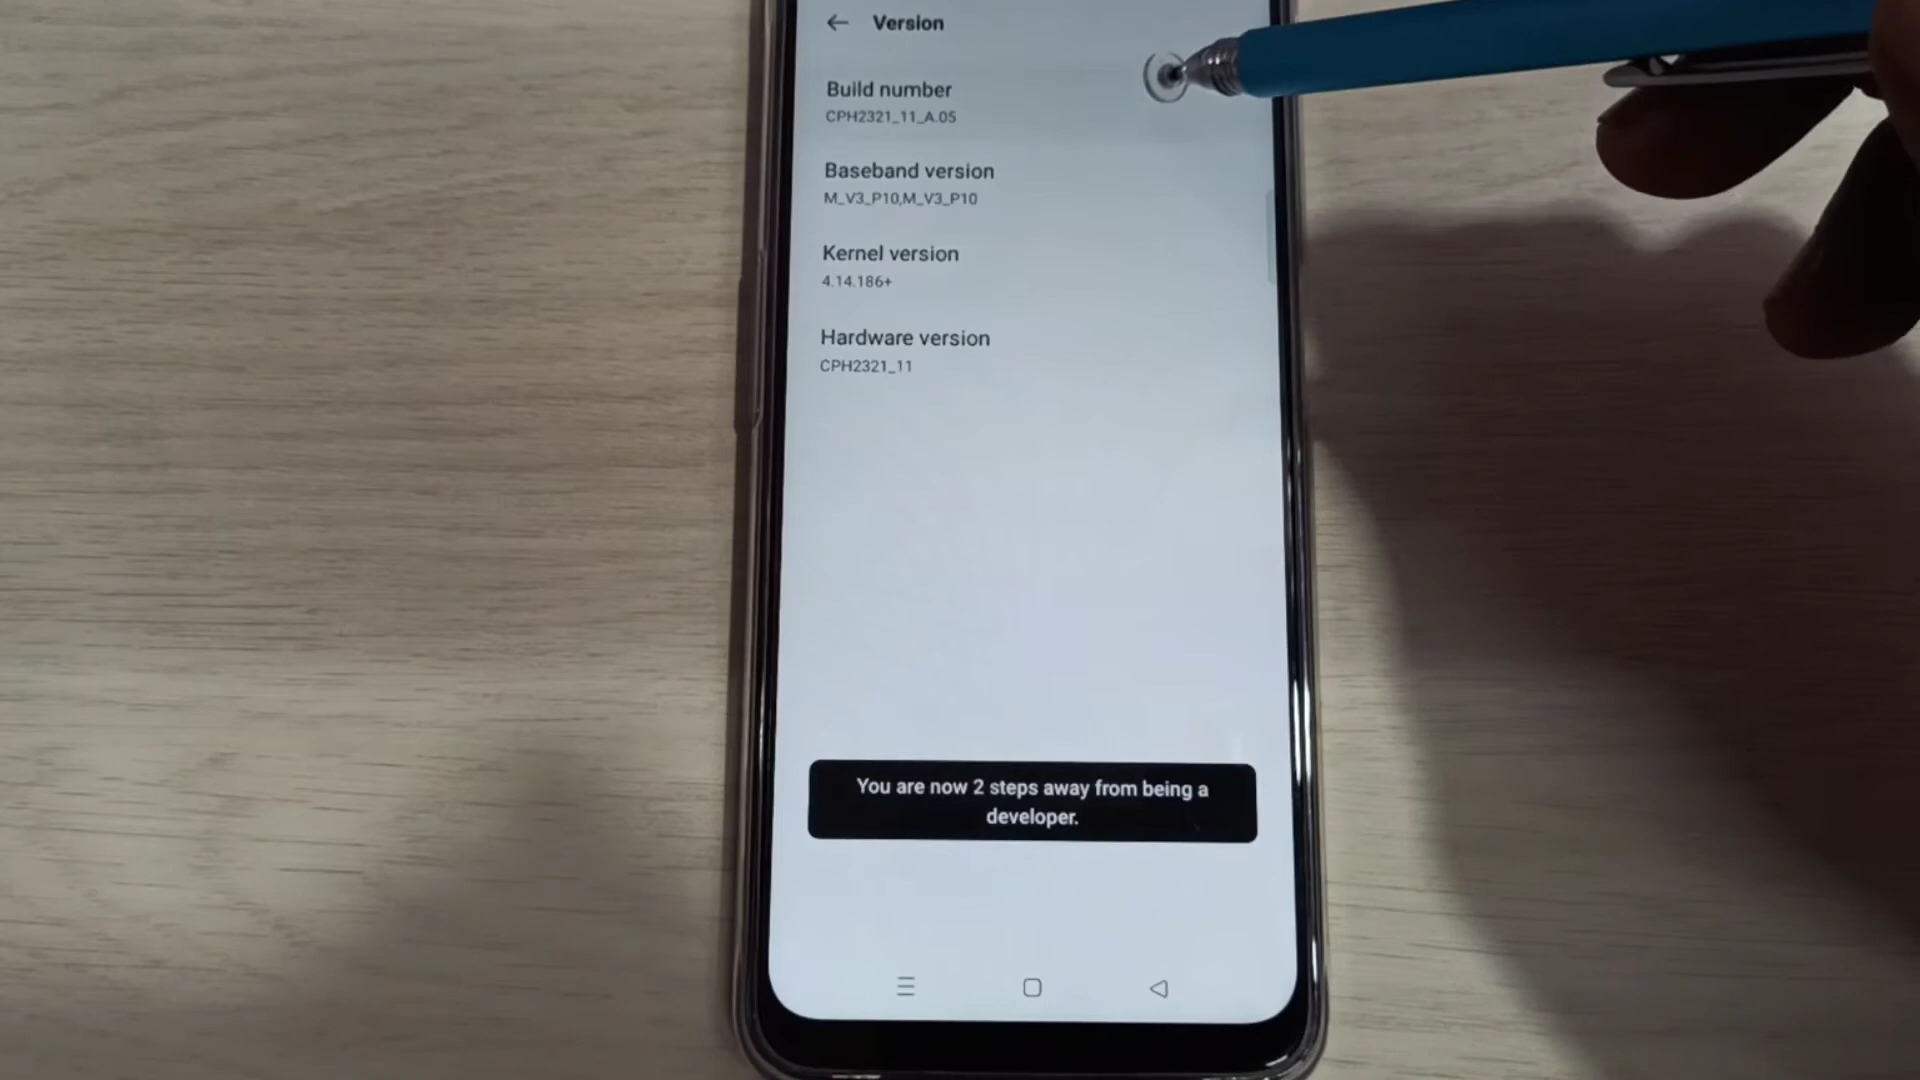 Version
Build number
CPH2321_11_A.05
Baseband version
M_V3_P10,M_V3_P10
Kernel version
4.14.186+
Hardware version
CPH2321_11
You are now 2 steps away from being a
developer.